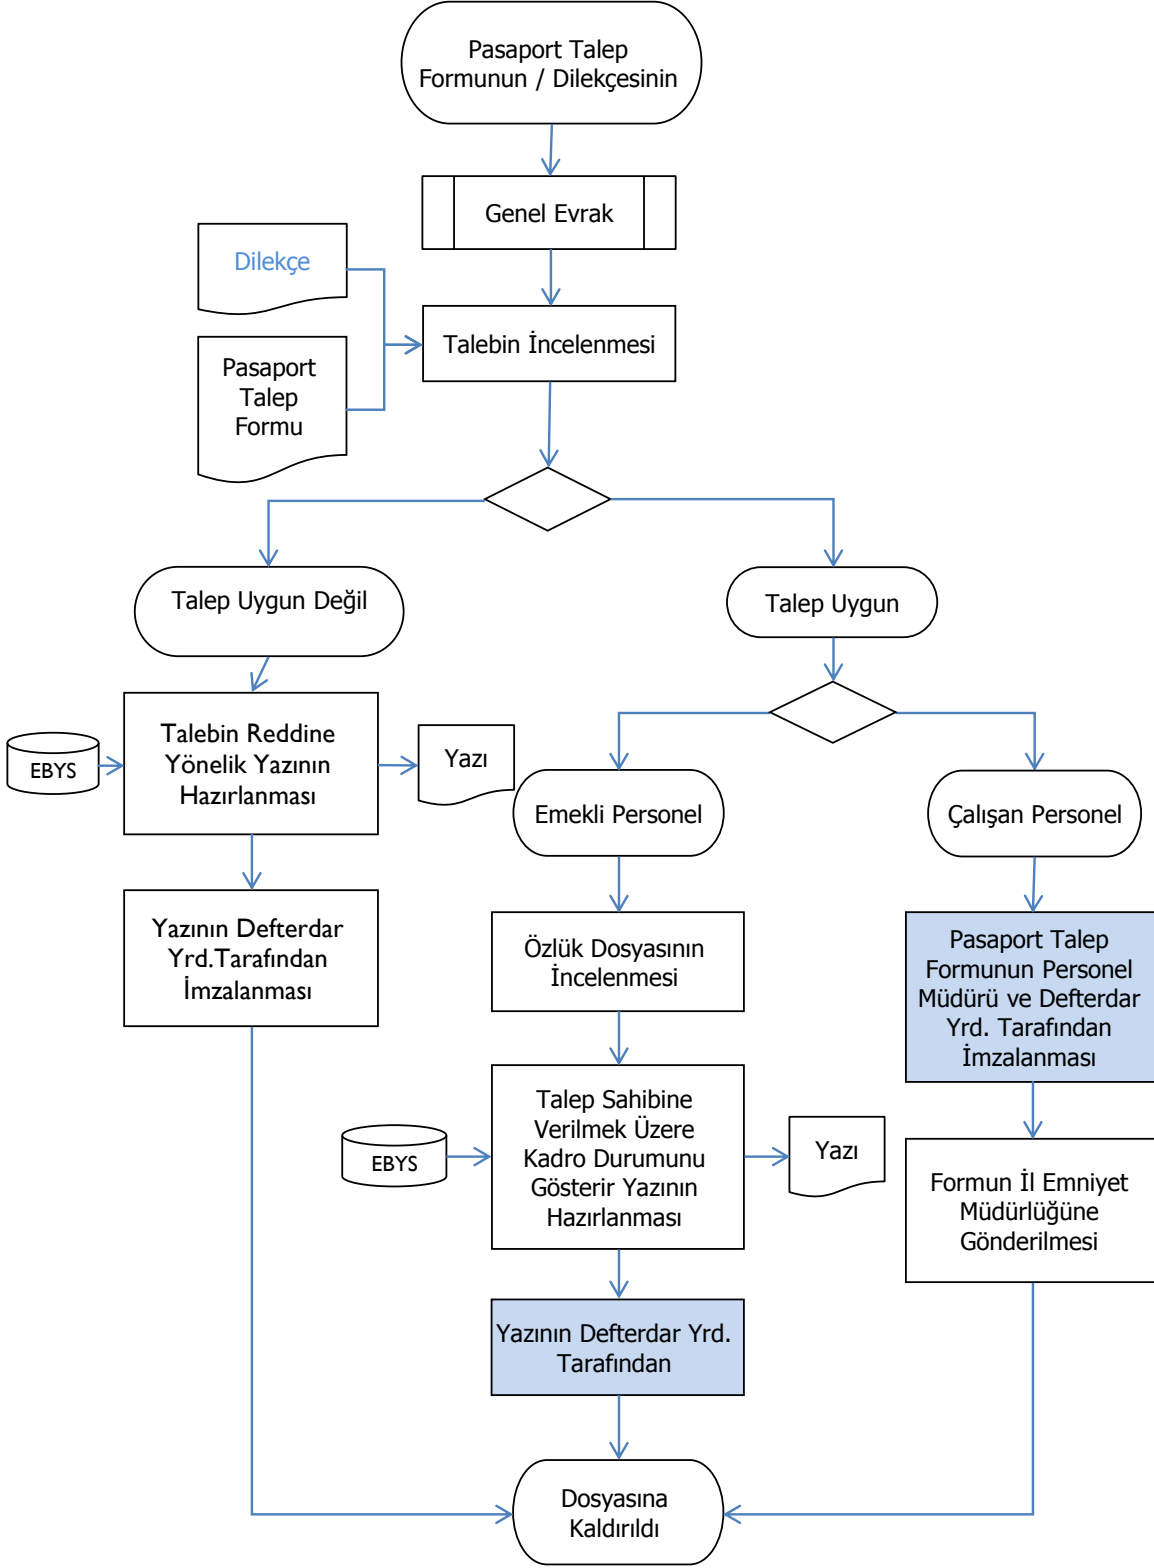 Pasaport Talep
Formunun / Dilekçesinin
Genel Evrak
Dilekçe
Talebin İncelenmesi
Pasaport
Talep
Formu
Talep Uygun Değil
Talep Uygun
Talebin Reddine
Yönelik Yazının
Hazırlanması
EBYS
Yazı
Emekli Personel
Çalışan Personel
Yazının Defterdar
Yrd.Tarafından
İmzalanması
Özlük Dosyasının
İncelenmesi
Pasaport Talep
Formunun Personel
Müdürü ve Defterdar
Yrd. Tarafından
İmzalanması
Talep Sahibine
Verilmek Üzere
Kadro Durumunu
Gösterir Yazının
Hazırlanması
EBYS
Yazı
Formun İl Emniyet
Müdürlüğüne
Gönderilmesi
Yazının Defterdar Yrd.
Tarafından
Dosyasına
Kaldırıldı